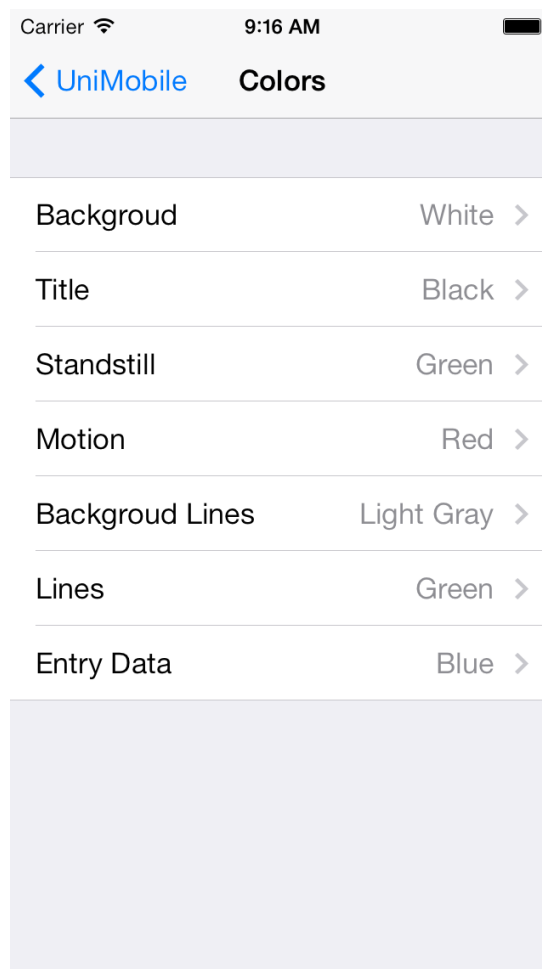 Carrier 9:16 AM
UniMobile Colors
Backgroud White
Title Black
Standstill Green
Motion Red
Backgroud Lines Light Gray
Lines Green
Entry Data Blue